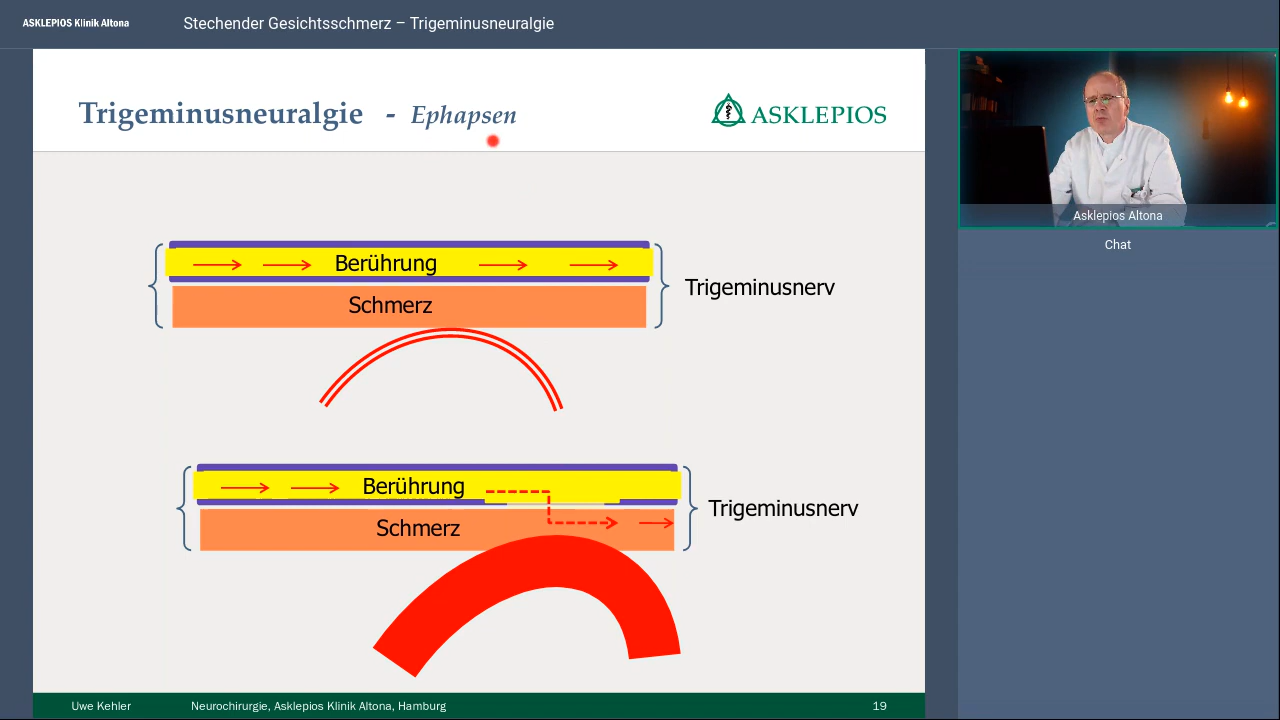 ASKLEPIOS Klinik Altona
Stechender Gesichtsschmerz – Trigeminusneuralgie
Trigeminusneuralgie - Ephapsen
ASKLEPIOS
Berührung
Schmerz
Trigeminusnerv
Berührung
Schmerz
Trigeminusnerv
Uwe Kehler
Neurochirurgie, Asklepios Klinik Altona, Hamburg
19
Asklepios Altona
Chat